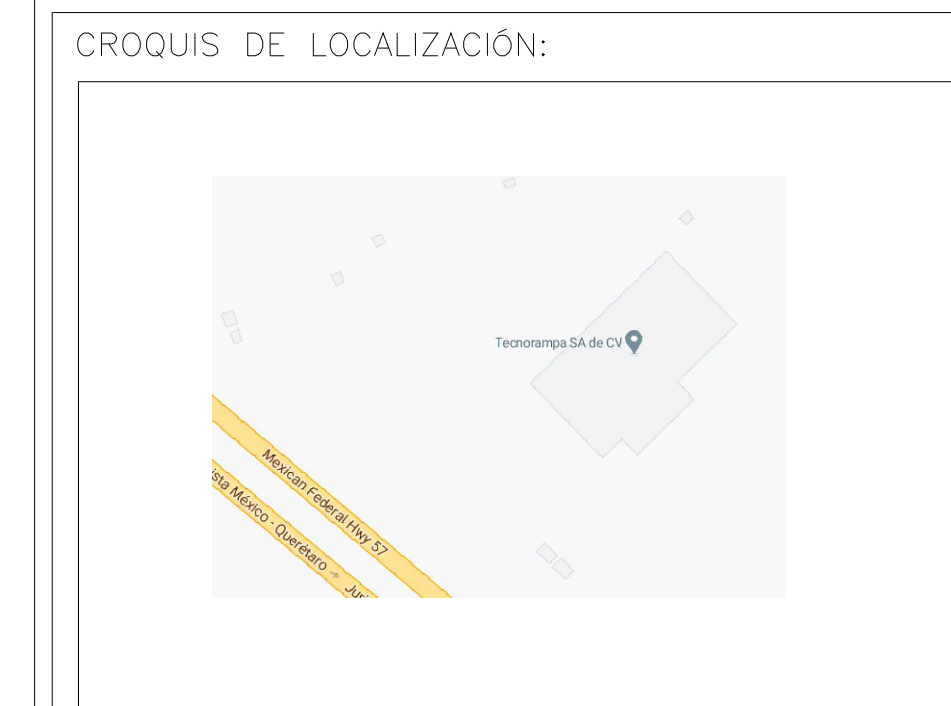 CROQUIS DE LOCALIZACIÓN:
Tecnorampa SA de CV
Mexican Federal Hwy 57
ista México - Querétaro